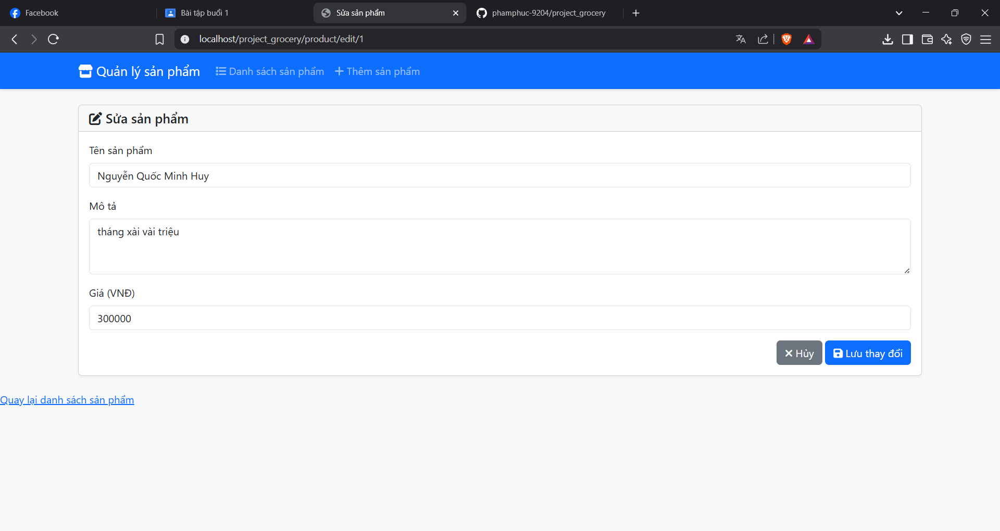 Facebook
Bài tập buổi 1
Sửa sản phẩm
phamphuc-9204/project_grocery
localhost/project_grocery/product/edit/1
Quản lý sản phẩm
Danh sách sản phẩm
Thêm sản phẩm
Sửa sản phẩm
Tên sản phẩm
Nguyễn Quốc Minh Huy
Mô tả
tháng xài vài triệu
Giá (VNĐ)
300000
Hủy
Lưu thay đổi
Quay lại danh sách sản phẩm